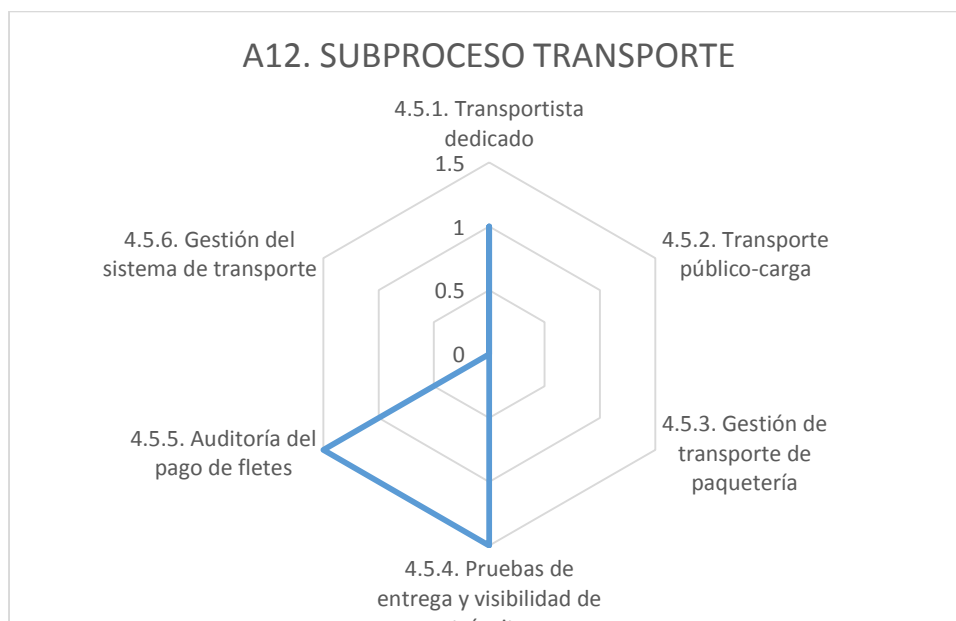 A12. SUBPROCESO TRANSPORTE
4.5.1. Transportista
dedicado
1.5
1
0.5
0
4.5.2. Transporte
público-carga
4.5.3. Gestión de
transporte de
paquetería
4.5.4. Pruebas de
entrega y visibilidad de
4.5.5. Auditoría del
pago de fletes
4.5.6. Gestión del
sistema de transporte